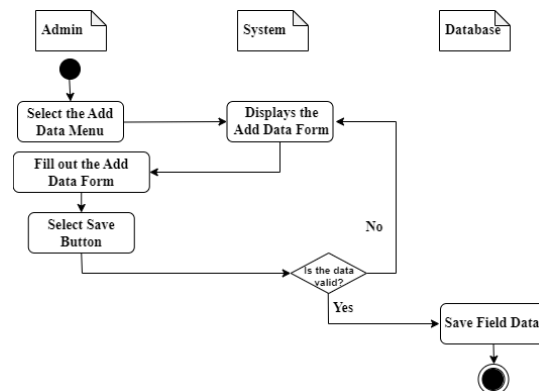 Admin
System
Database
Select the Add
Data Menu
Displays the
Add Data Form
Fill out the Add
Data Form
Select Save
Button
No
Is the data
valid?
Yes
Save Field Data